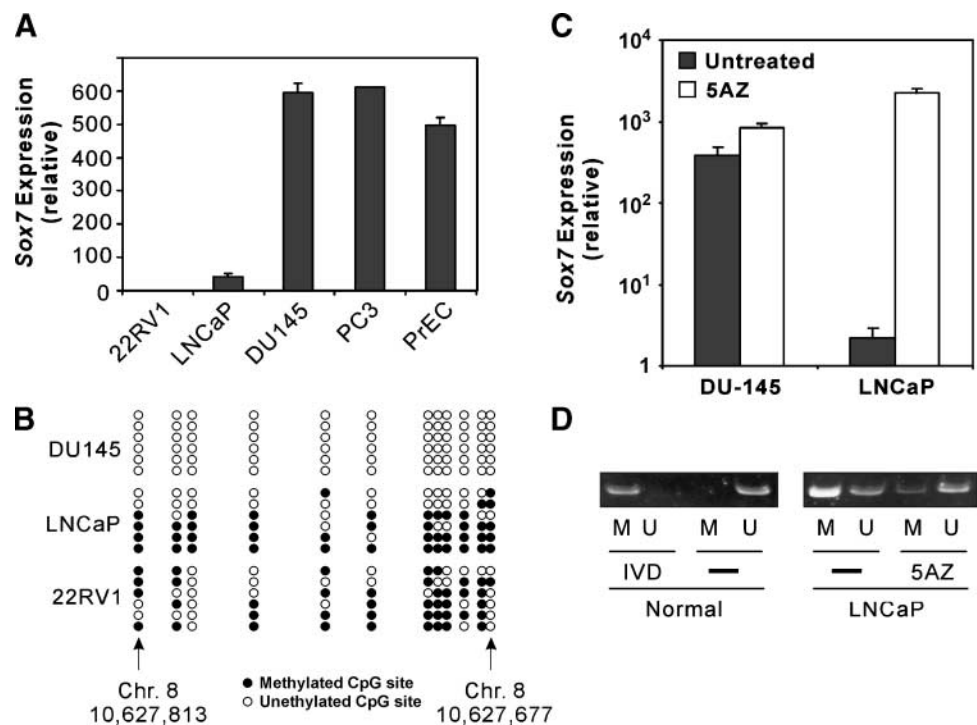 A
Sox7 Expression
(relative)
600
500
400
300
200
100
0
22RV1
LNCaP
DU145
PC3
PrEC
B
DU145
LNCaP
22RV1
Chr. 8
10,627,813
● Methylated CpG site
○ Unethylated CpG site
Chr. 8
10,627,677
C
Sox7 Expression
(relative)
10⁴
10³
10²
10¹
1
Untreated
5AZ
DU-145
LNCaP
D
M U M U
IVD —
Normal
M U M U
— 5AZ
LNCaP